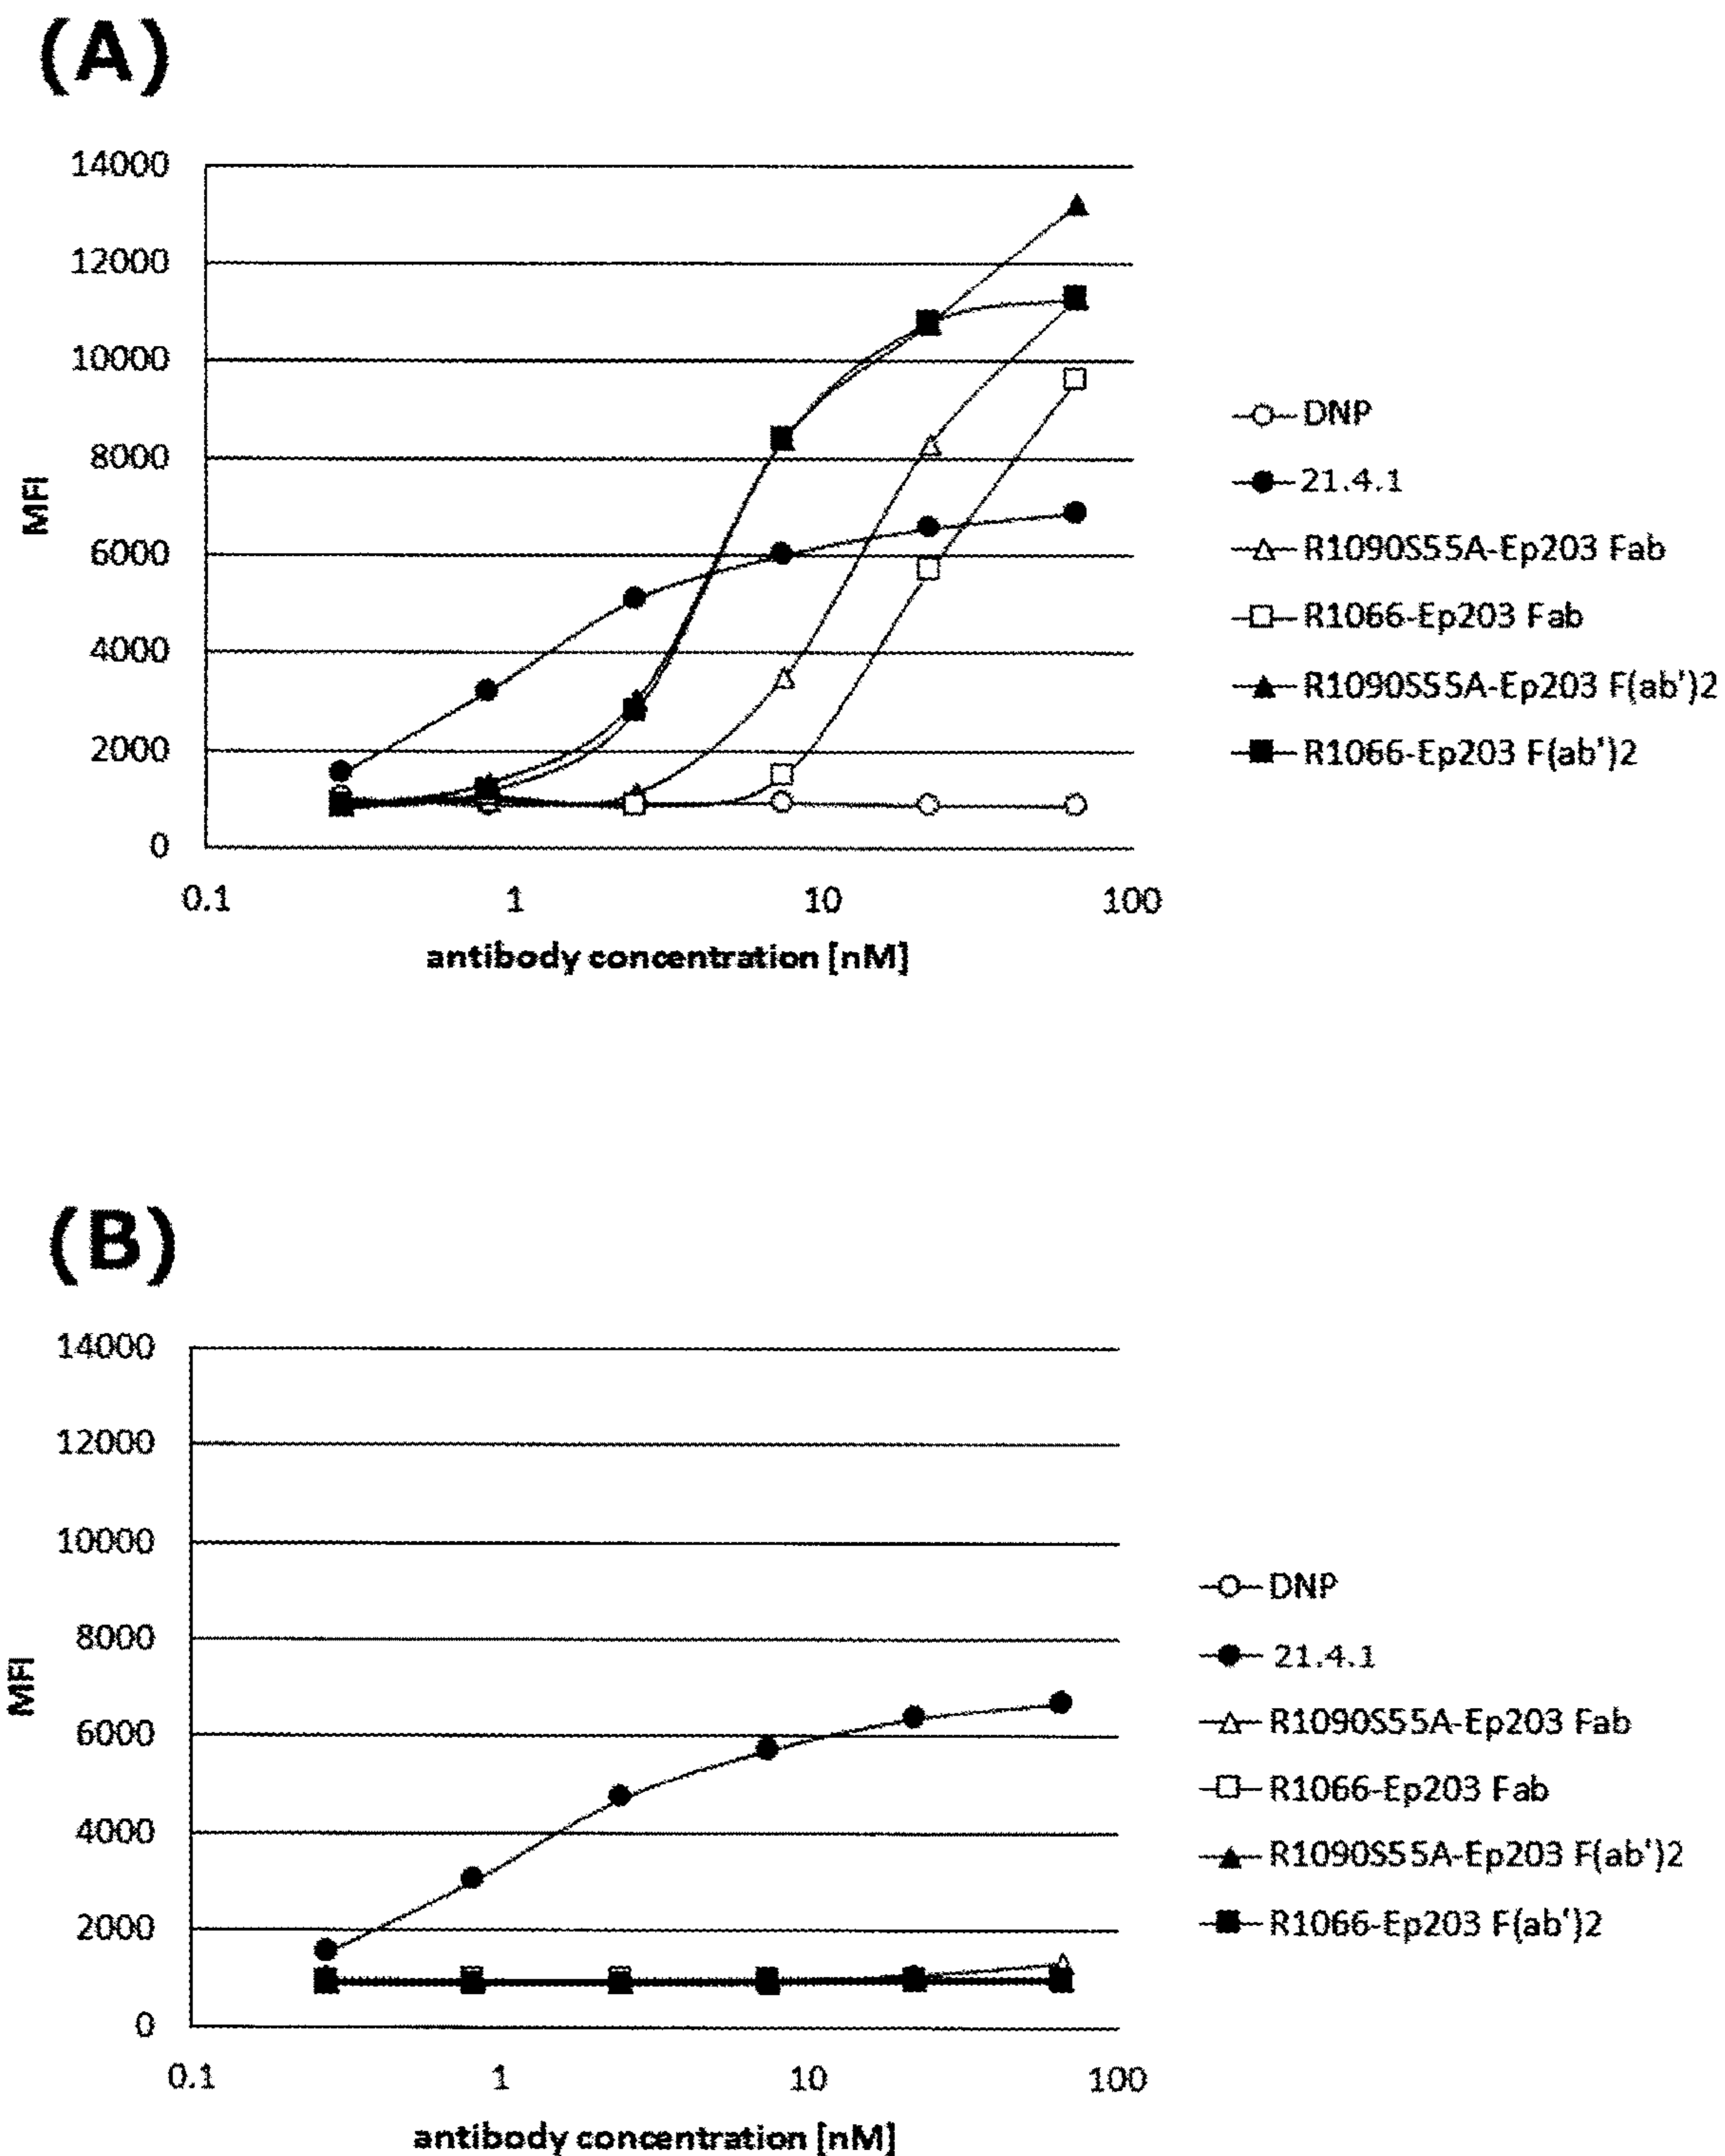 (A)
14000
12000
10000
8000
6000
4000
2000
0
MFI
0.1 1 10 100
antibody concentration [nM]
DNP
21.4.1
R1090S55A-Ep203 Fab
R1066-Ep203 Fab
R1090S55A-Ep203 F(ab')2
R1066-Ep203 F(ab')2
(B)
14000
12000
10000
8000
6000
4000
2000
0
MFI
0.1 1 10 100
antibody concentration [nM]
DNP
21.4.1
R1090S55A-Ep203 Fab
R1066-Ep203 Fab
R1090S55A-Ep203 F(ab')2
R1066-Ep203 F(ab')2